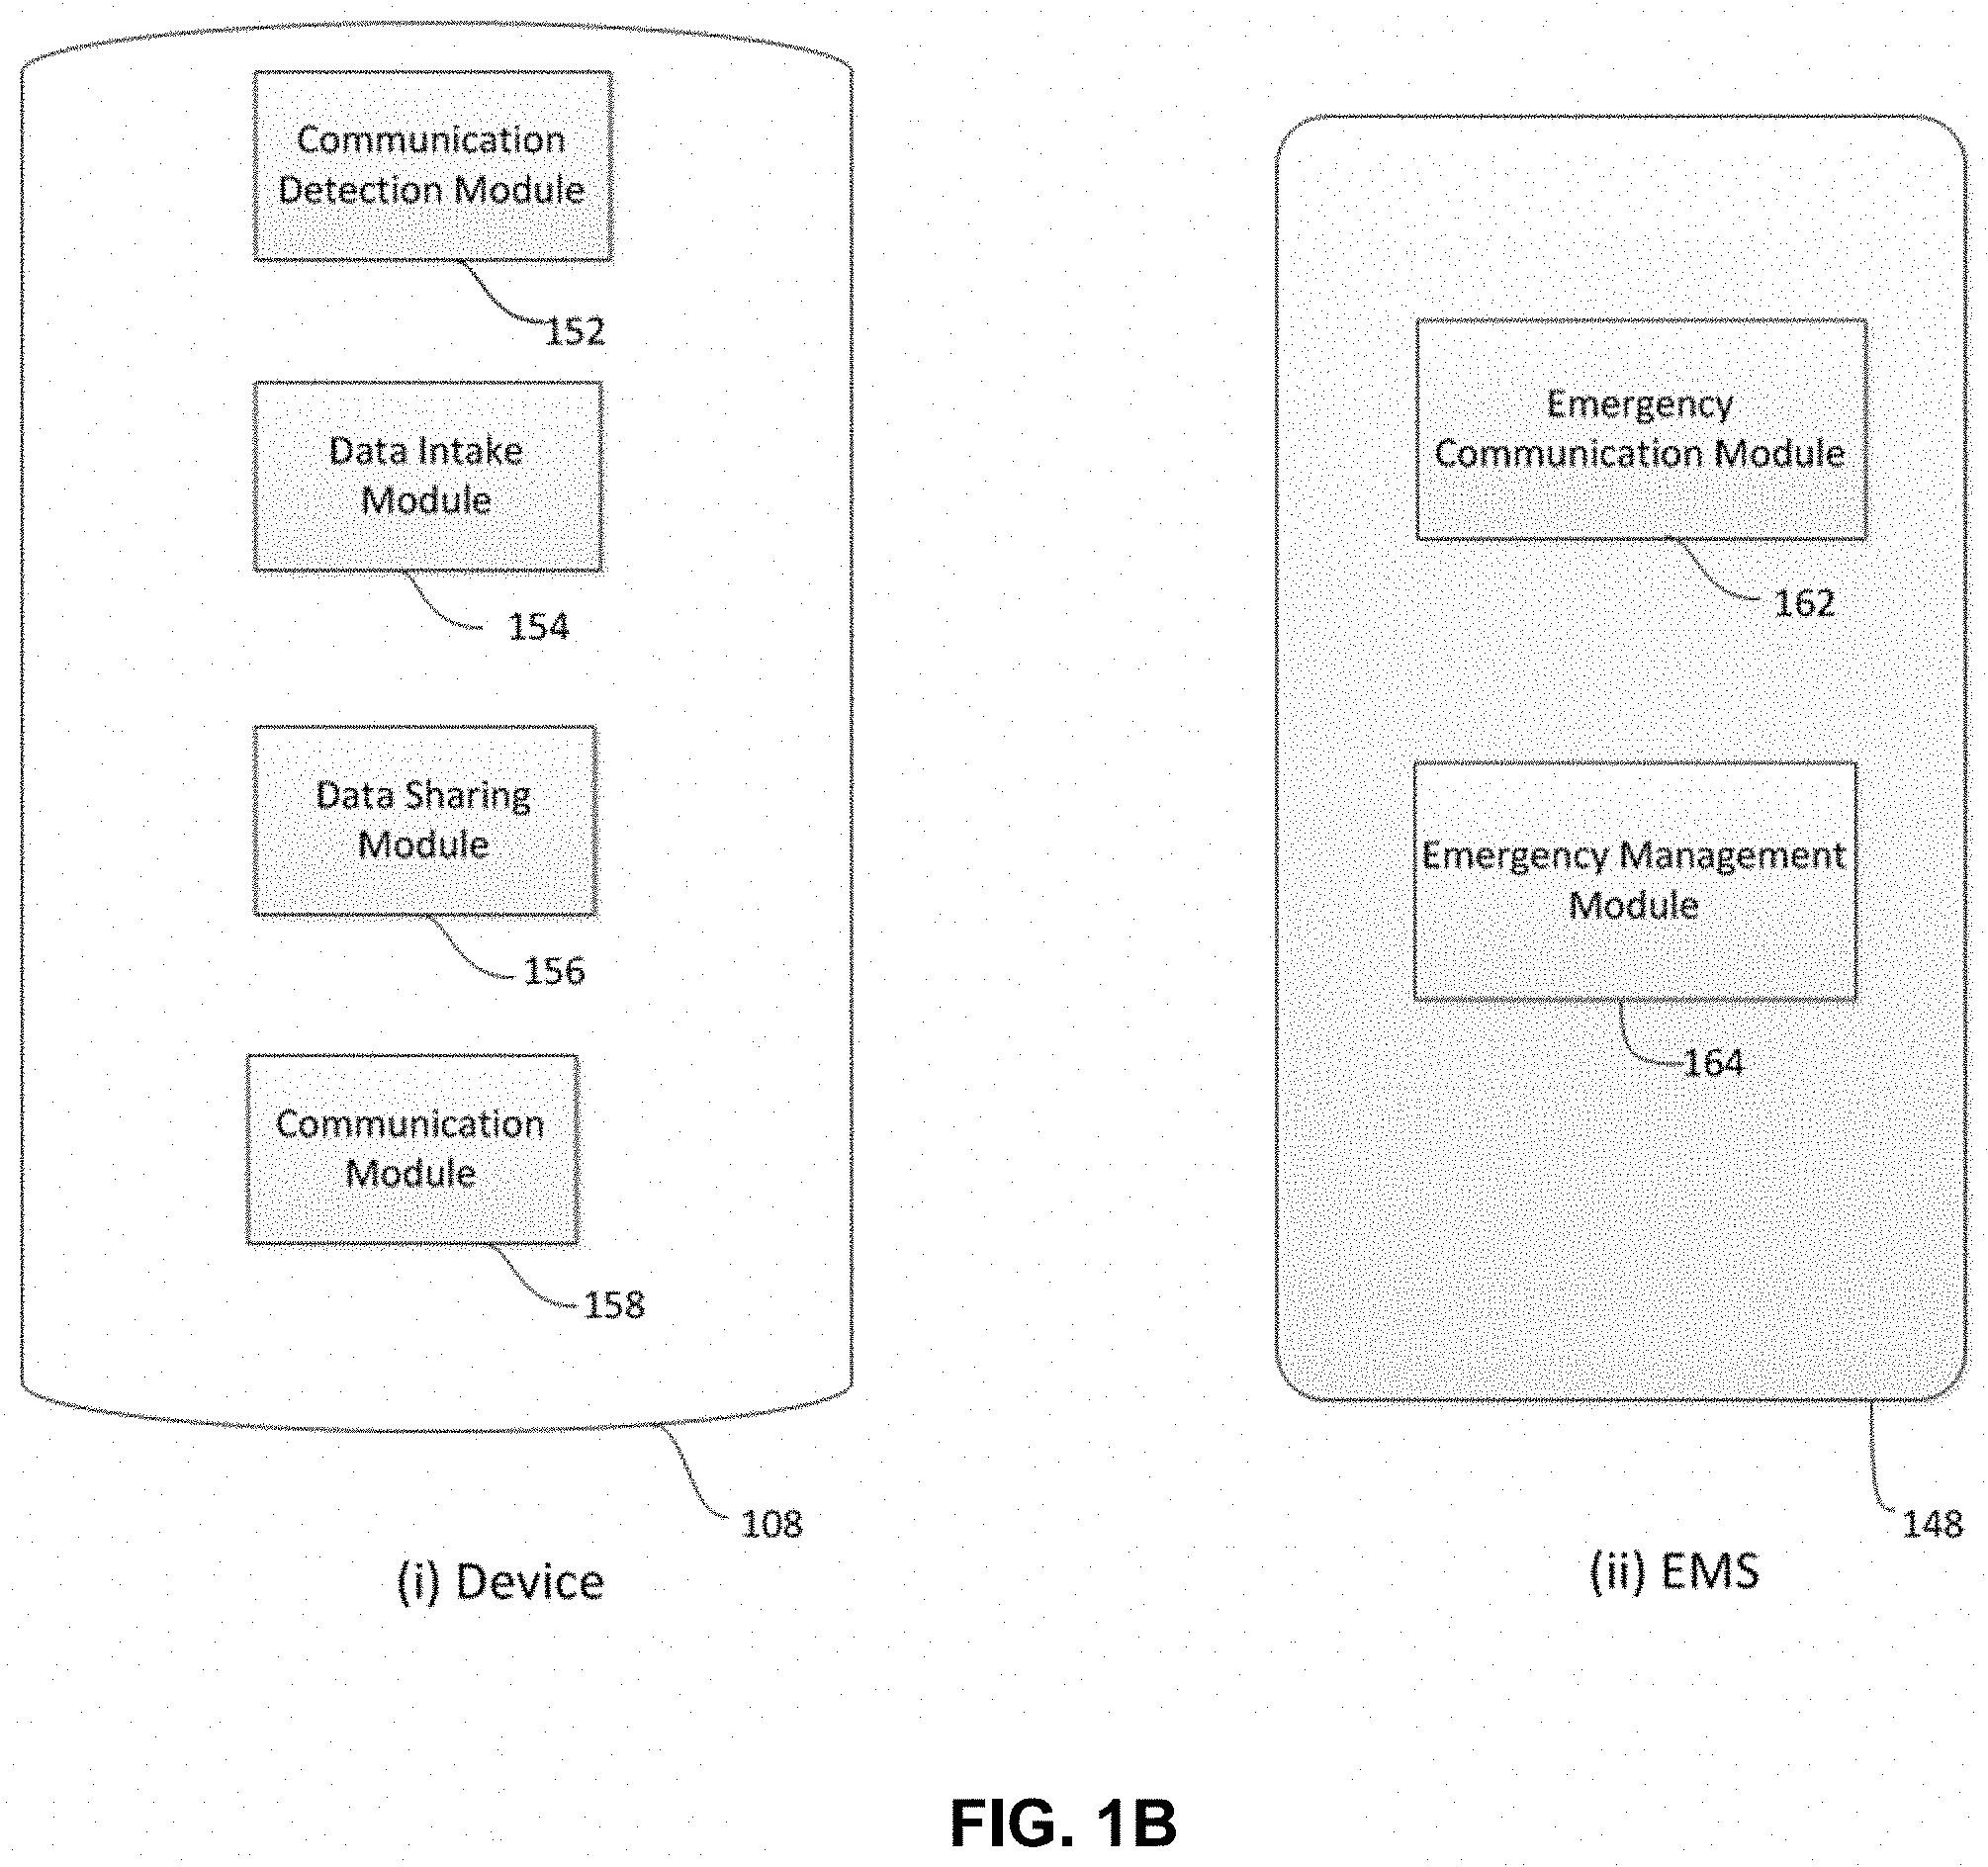 Communication
Detection Module
152
Data Intake
Module
154
Data Sharing
Module
156
Communication
Module
158
108
(i) Device
Emergency
Communication Module
162
Emergency Management
Module
164
148
(ii) EMS
FIG. 1B